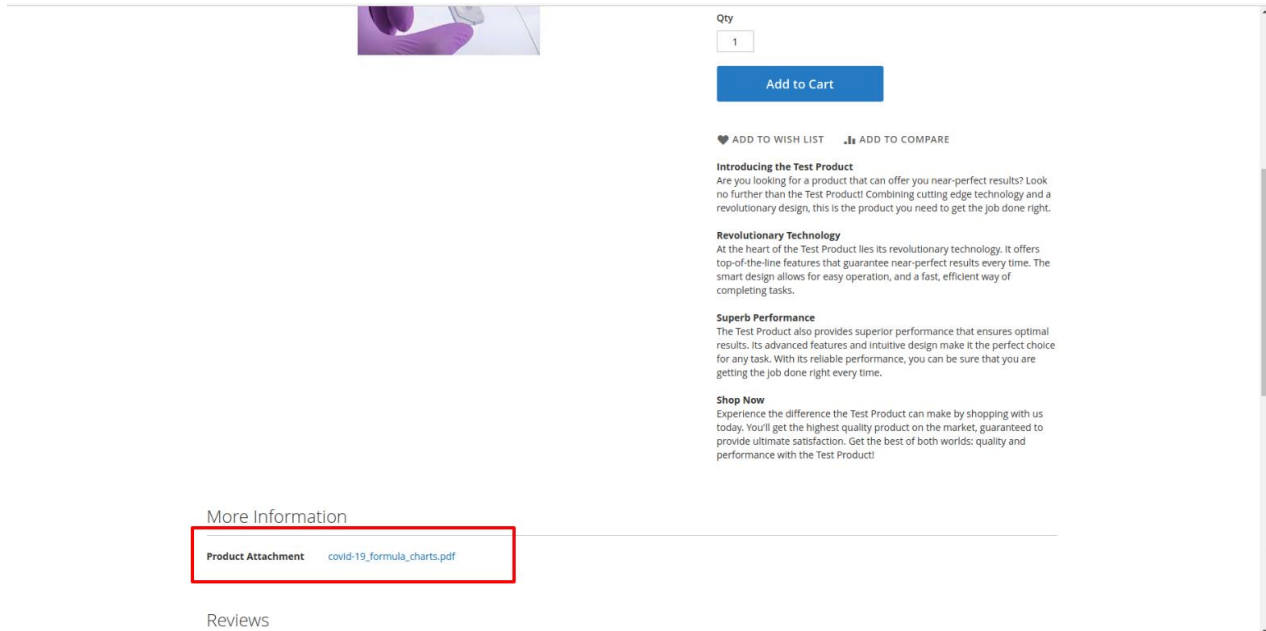 Qty
1
Add to Cart
ADD TO WISH LIST ADD TO COMPARE
Introducing the Test Product
Are you looking for a product that can offer you near-perfect results? Look
no further than the Test Product! Combining cutting edge technology and a
revolutionary design, this is the product you need to get the job done right.
Revolutionary Technology
At the heart of the Test Product lies its revolutionary technology. It offers
top-of-the-line features that guarantee near-perfect results every time. The
smart design allows for easy operation, and a fast, efficient way of
completing tasks.
Superb Performance
The Test Product also provides superior performance that ensures optimal
results. Its advanced features and intuitive design make it the perfect choice
for any task. With its reliable performance, you can be sure that you are
getting the job done right every time.
Shop Now
Experience the difference the Test Product can make by shopping with us
today. You'll get the highest quality product on the market, guaranteed to
provide ultimate satisfaction. Get the best of both worlds: quality and
performance with the Test Product!
More Information
Product Attachment covid-19_formula_charts.pdf
Reviews